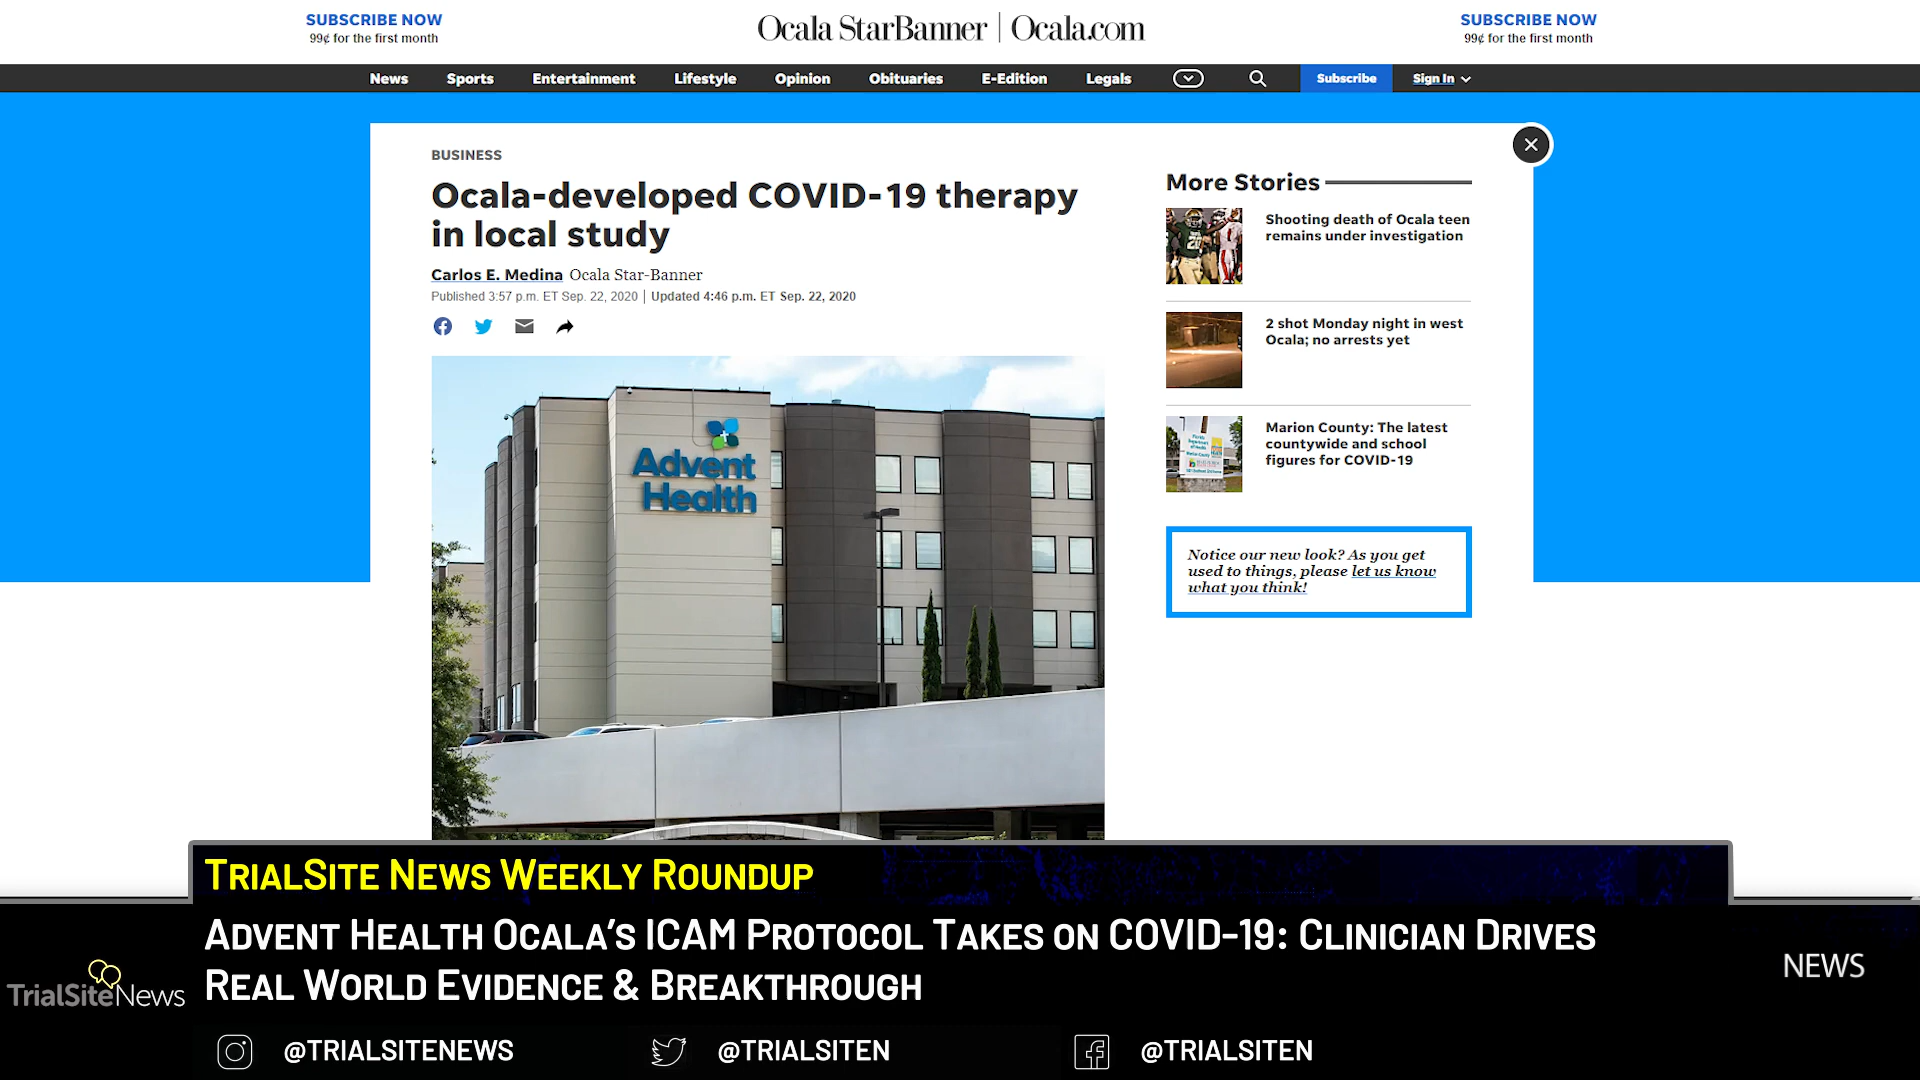 SUBSCRIBE NOW
99¢ for the first month
Ocala StarBanner | Ocala.com
SUBSCRIBE NOW
99¢ for the first month
News Sports Entertainment Lifestyle Opinion Obituaries E-Edition Legals Subscribe Sign In
BUSINESS
Ocala-developed COVID-19 therapy
in local study
Carlos E. Medina Ocala Star-Banner
Published 3:57 p.m. ET Sep. 22, 2020 | Updated 4:46 p.m. ET Sep. 22, 2020
Advent
Health
More Stories
Shooting death of Ocala teen
remains under investigation
2 shot Monday night in west
Ocala; no arrests yet
Marion County: The latest
countywide and school
figures for COVID-19
Notice our new look? As you get
used to things, please let us know
what you think!
TRIALSITE NEWS WEEKLY ROUNDUP
ADVENT HEALTH OCALA'S ICAM PROTOCOL TAKES ON COVID-19: CLINICIAN DRIVES
REAL WORLD EVIDENCE & BREAKTHROUGH
TrialSiteNews
NEWS
@TRIALSITENEWS @TRIALSITEN @TRIALSITEN